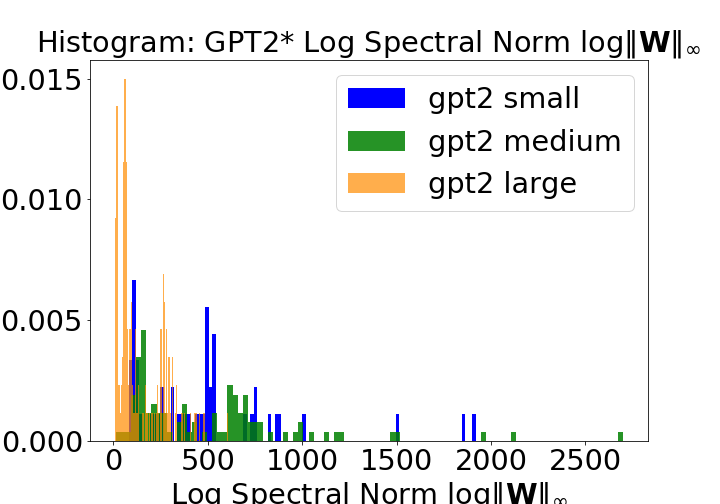 Histogram: GPT2* Log Spectral Norm log‖W‖∞
0.015
0.010
0.005
0.000
gpt2 small
gpt2 medium
gpt2 large
0 500 1000 1500 2000 2500
Log Spectral Norm log‖W‖∞